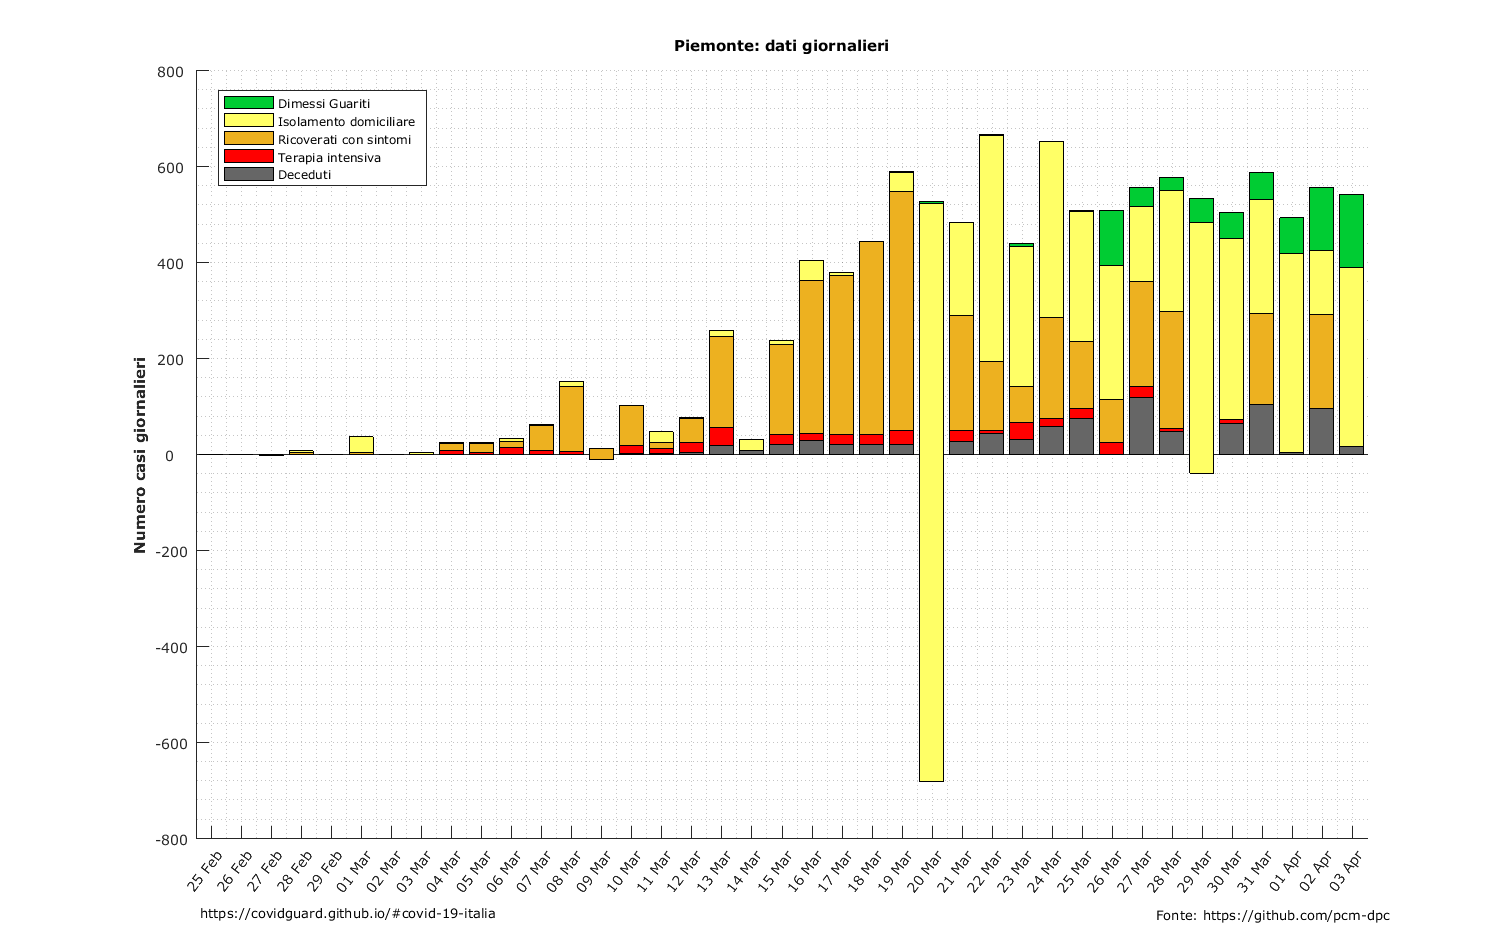 Piemonte: dati giornalieri
800
600
400
200
0
-200
-400
-600
-800
Numero casi giornalieri
Dimessi Guariti
Isolamento domiciliare
Ricoverati con sintomi
Terapia intensiva
Deceduti
25 Feb
26 Feb
27 Feb
28 Feb
29 Feb
01 Mar
02 Mar
03 Mar
04 Mar
05 Mar
06 Mar
07 Mar
08 Mar
09 Mar
10 Mar
11 Mar
12 Mar
13 Mar
14 Mar
15 Mar
16 Mar
17 Mar
18 Mar
19 Mar
20 Mar
21 Mar
22 Mar
23 Mar
24 Mar
25 Mar
26 Mar
27 Mar
28 Mar
29 Mar
30 Mar
31 Mar
01 Apr
02 Apr
03 Apr
https://covidguard.github.io/#covid-19-italia
Fonte: https://github.com/pcm-dpc